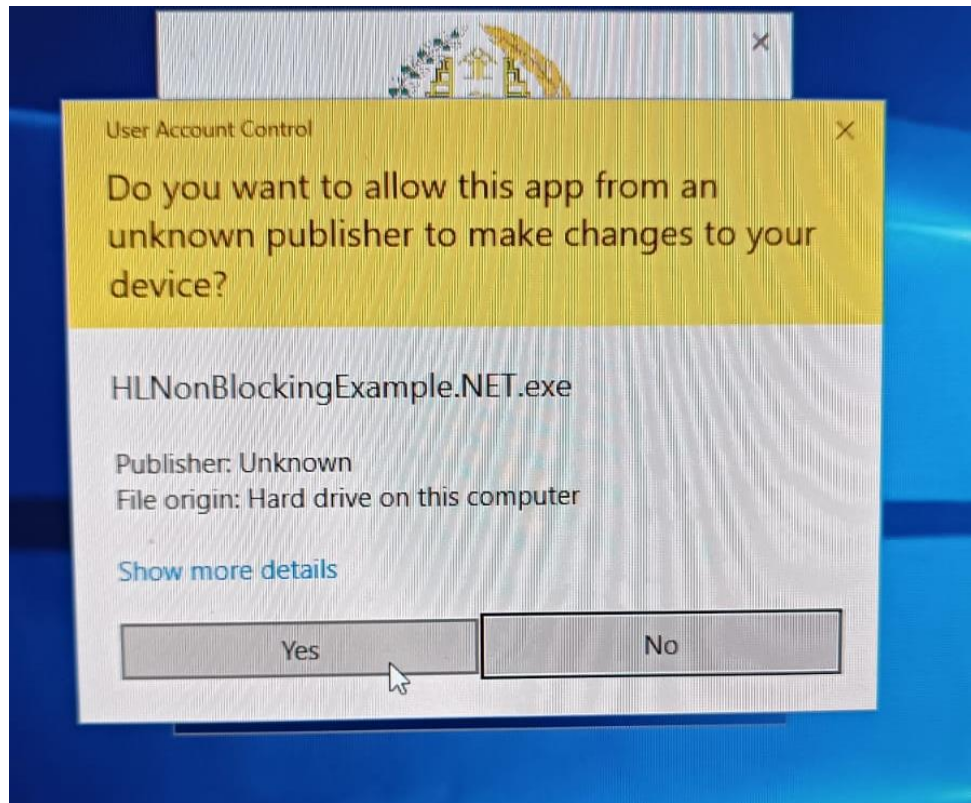 User Account Control
Do you want to allow this app from an
unknown publisher to make changes to your
device?
HLNonBlockingExample.NET.exe
Publisher: Unknown
File origin: Hard drive on this computer
Show more details
Yes
No